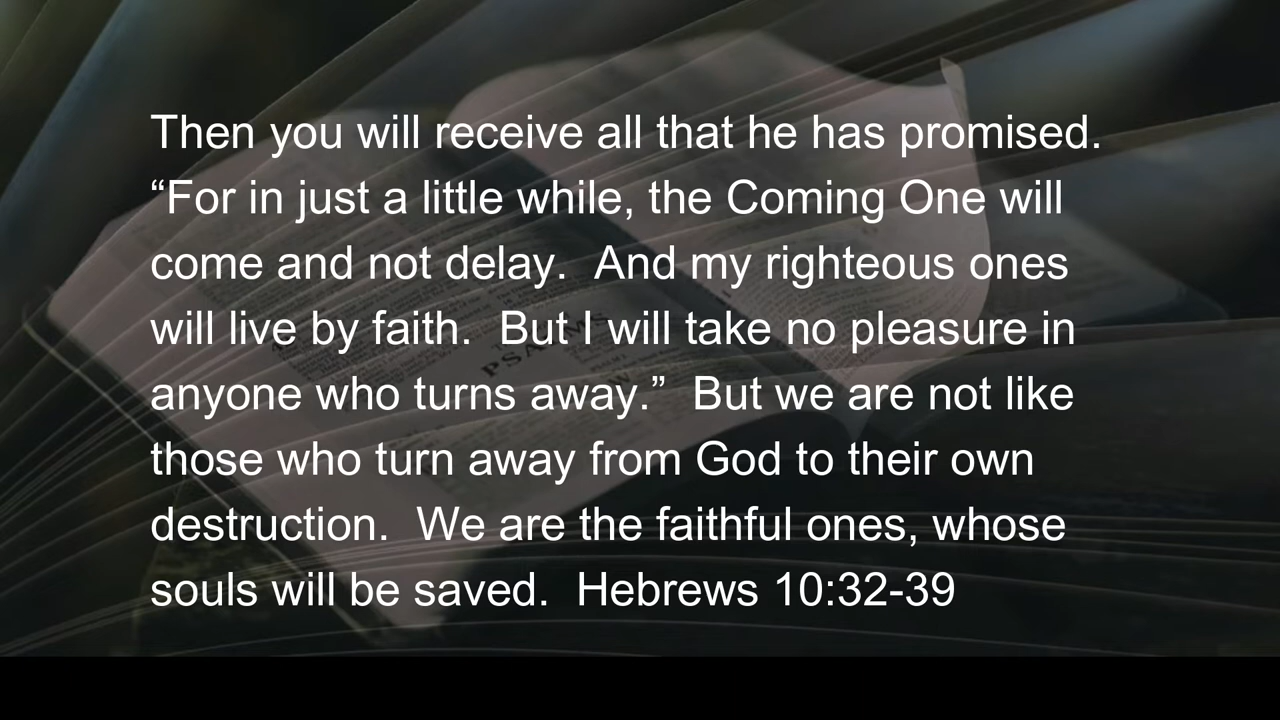 Then you will receive all that he has promised.
“For in just a little while, the Coming One will
come and not delay.  And my righteous ones
will live by faith.  But I will take no pleasure in
anyone who turns away.”  But we are not like
those who turn away from God to their own
destruction.  We are the faithful ones, whose
souls will be saved.  Hebrews 10:32-39
PSALMS